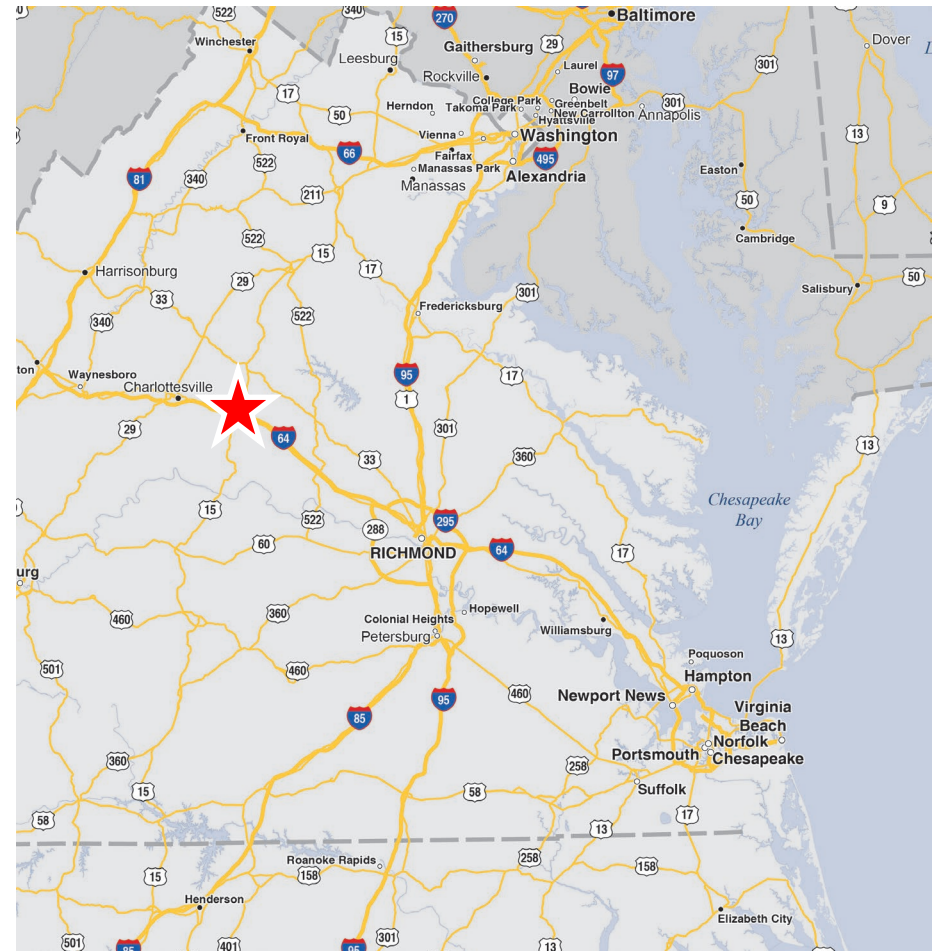 522
340
270
Baltimore
15
Gaithersburg
29
Dover
Winchester
Leesburg
Laurel
301
Rockville
97
17
Bowie
College Park
Greenbelt
301
Herndon
Takoma Park
New Carrollton
Annapolis
50
Hyattsville
13
Front Royal
Vienna
Washington
66
Fairfax
495
522
Manassas Park
Easton
81
340
Manassas
Alexandria
211
50
9
522
Cambridge
15
Harrisonburg
17
50
29
Salisbury
33
301
Fredericksburg
340
522
ton
Waynesboro
95
17
Charlottesville
1
29
64
301
13
33
360
Chesapeake
Bay
15
522
288
295
60
RICHMOND
64
17
urg
460
360
Hopewell
Colonial Heights
Williamsburg
Petersburg
13
Poquoson
501
460
Hampton
460
95
Newport News
85
Virginia
Beach
Norfolk
360
Portsmouth
Chesapeake
258
15
58
Suffolk
58
17
13
Roanoke Rapids
258
15
158
158
Henderson
Elizabeth City
501
85
401
95
301
13